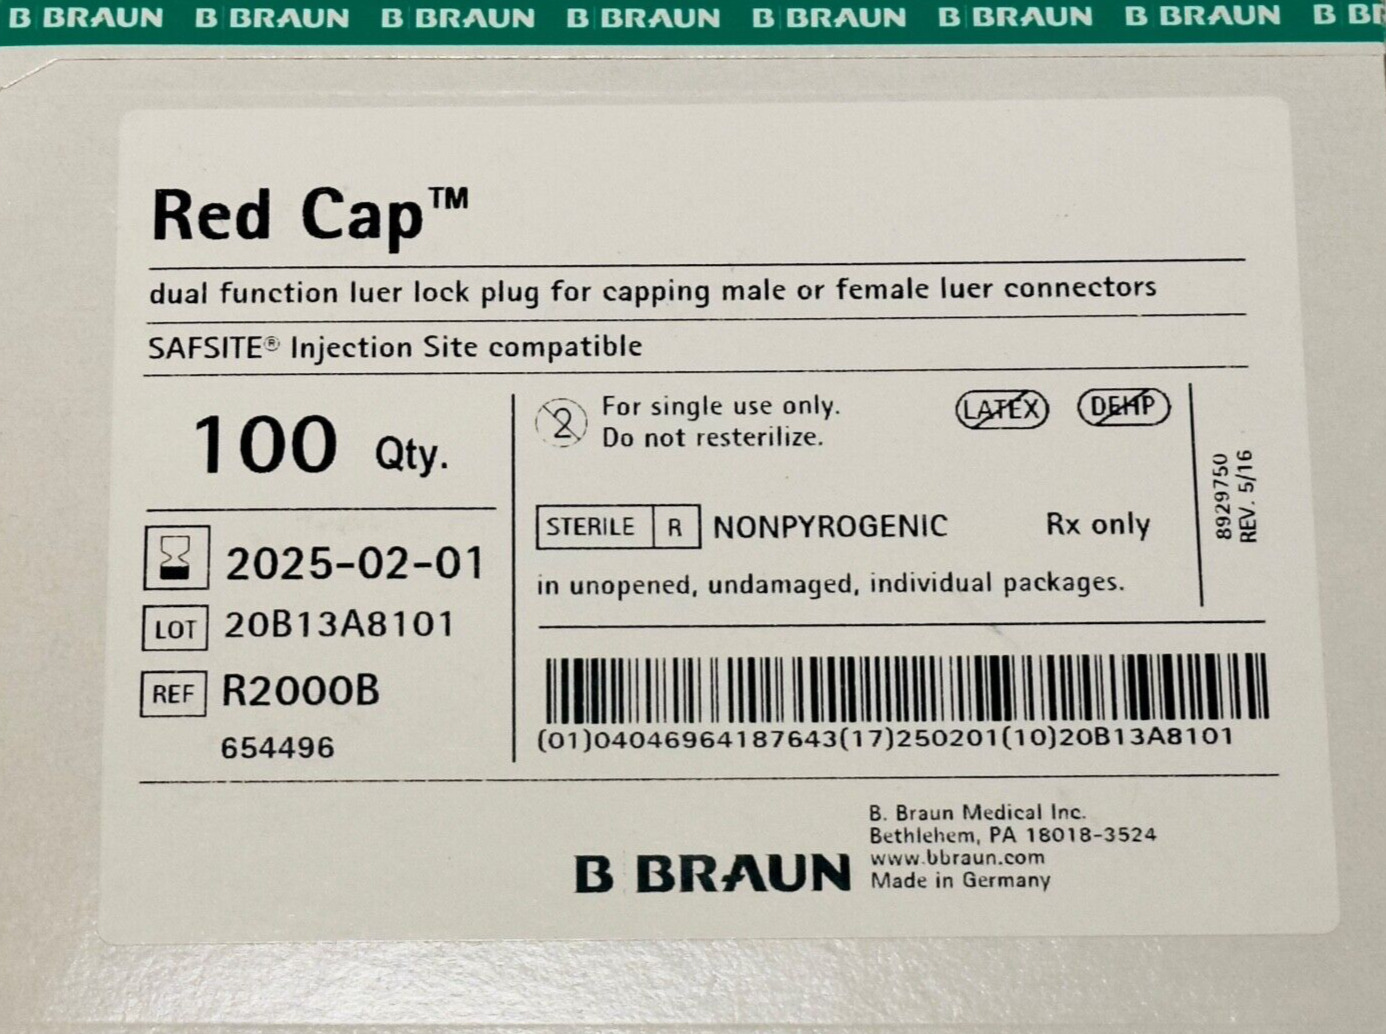 B BRAUN B BRAUN B BRAUN B BRAUN B BRAUN B BRAUN B BRAUN B
Red Cap™
dual function luer lock plug for capping male or female luer connectors
SAFSITE® Injection Site compatible
100 Qty.
2025-02-01
LOT 20B13A8101
REF R2000B
654496
2
For single use only.
Do not resterilize.
LATEX
DEHP
STERILE R NONPYROGENIC Rx only
in unopened, undamaged, individual packages.
8929750
REV. 5/16
(01)04046964187643(17)250201(10)20B13A8101
B BRAUN
B. Braun Medical Inc.
Bethlehem, PA 18018-3524
www.bbraun.com
Made in Germany